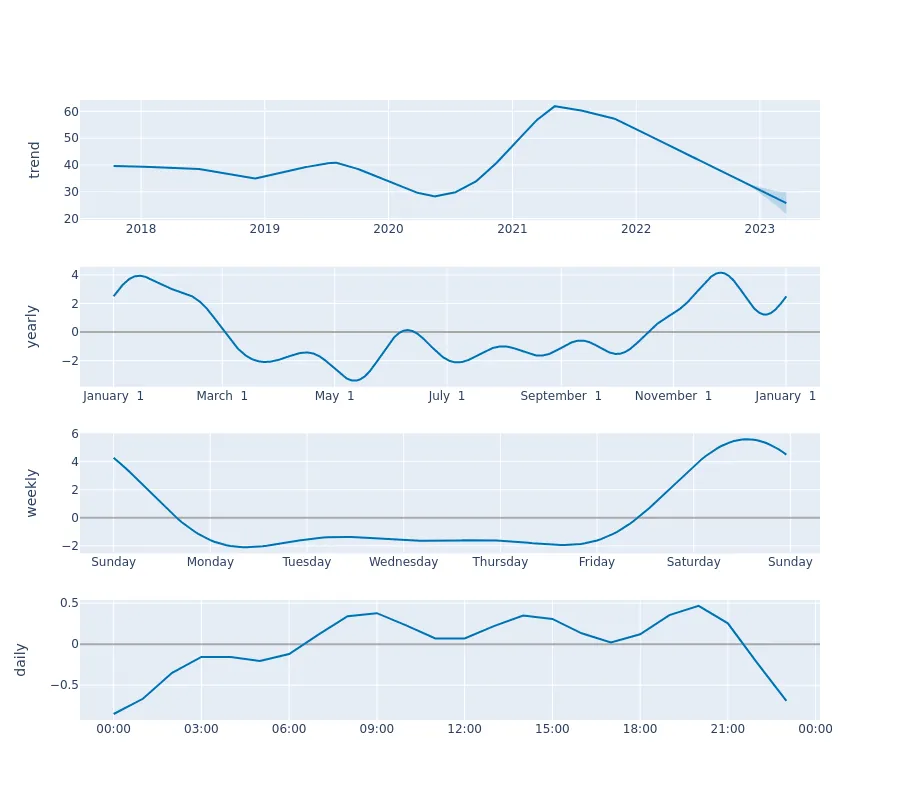 trend
60
50
40
30
20
2018 2019 2020 2021 2022 2023
yearly
4
2
0
−2
January 1 March 1 May 1 July 1 September 1 November 1 January 1
weekly
6
4
2
0
−2
Sunday Monday Tuesday Wednesday Thursday Friday Saturday Sunday
daily
0.5
0
−0.5
00:00 03:00 06:00 09:00 12:00 15:00 18:00 21:00 00:00